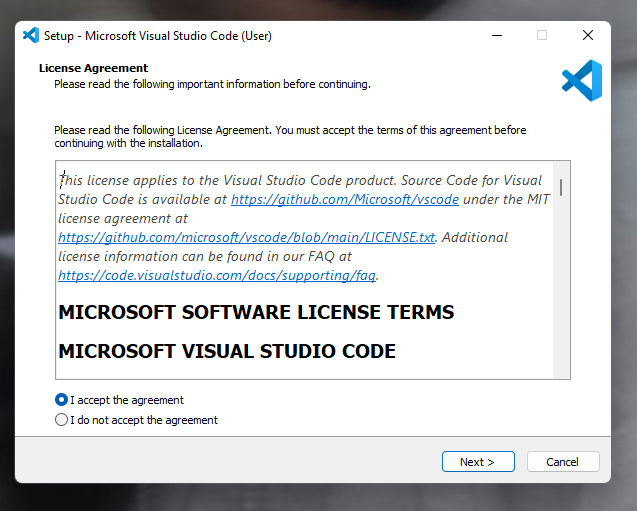 Setup - Microsoft Visual Studio Code (User)
License Agreement
Please read the following important information before continuing.
Please read the following License Agreement. You must accept the terms of this agreement before
continuing with the installation.
This license applies to the Visual Studio Code product. Source Code for Visual
Studio Code is available at https://github.com/Microsoft/vscode under the MIT
license agreement at
https://github.com/microsoft/vscode/blob/main/LICENSE.txt. Additional
license information can be found in our FAQ at
https://code.visualstudio.com/docs/supporting/faq.
MICROSOFT SOFTWARE LICENSE TERMS
MICROSOFT VISUAL STUDIO CODE
I accept the agreement
I do not accept the agreement
Next >
Cancel